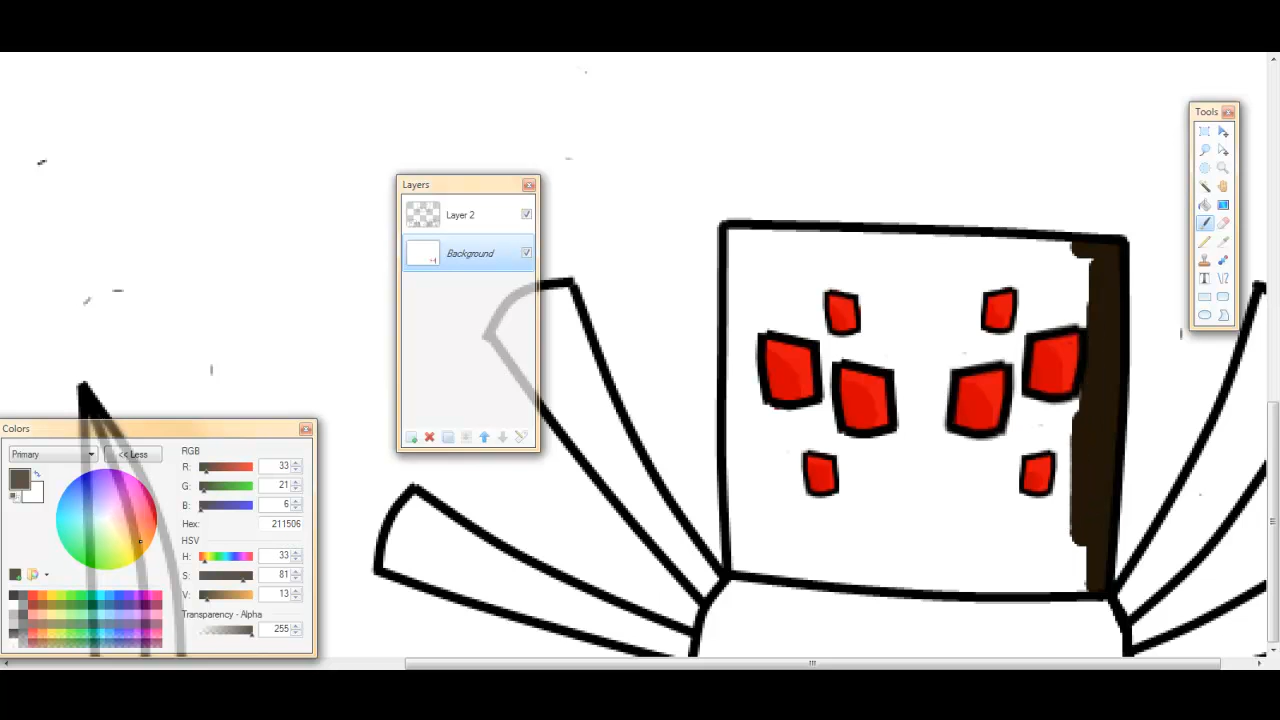 Tools
Layers
Layer 2
Background
T
Colors
Primary
<< Less
RGB
R: 33
G: 21
B: 6
Hex: 211506
HSV
H: 33
S: 81
V: 13
Transparency - Alpha
255